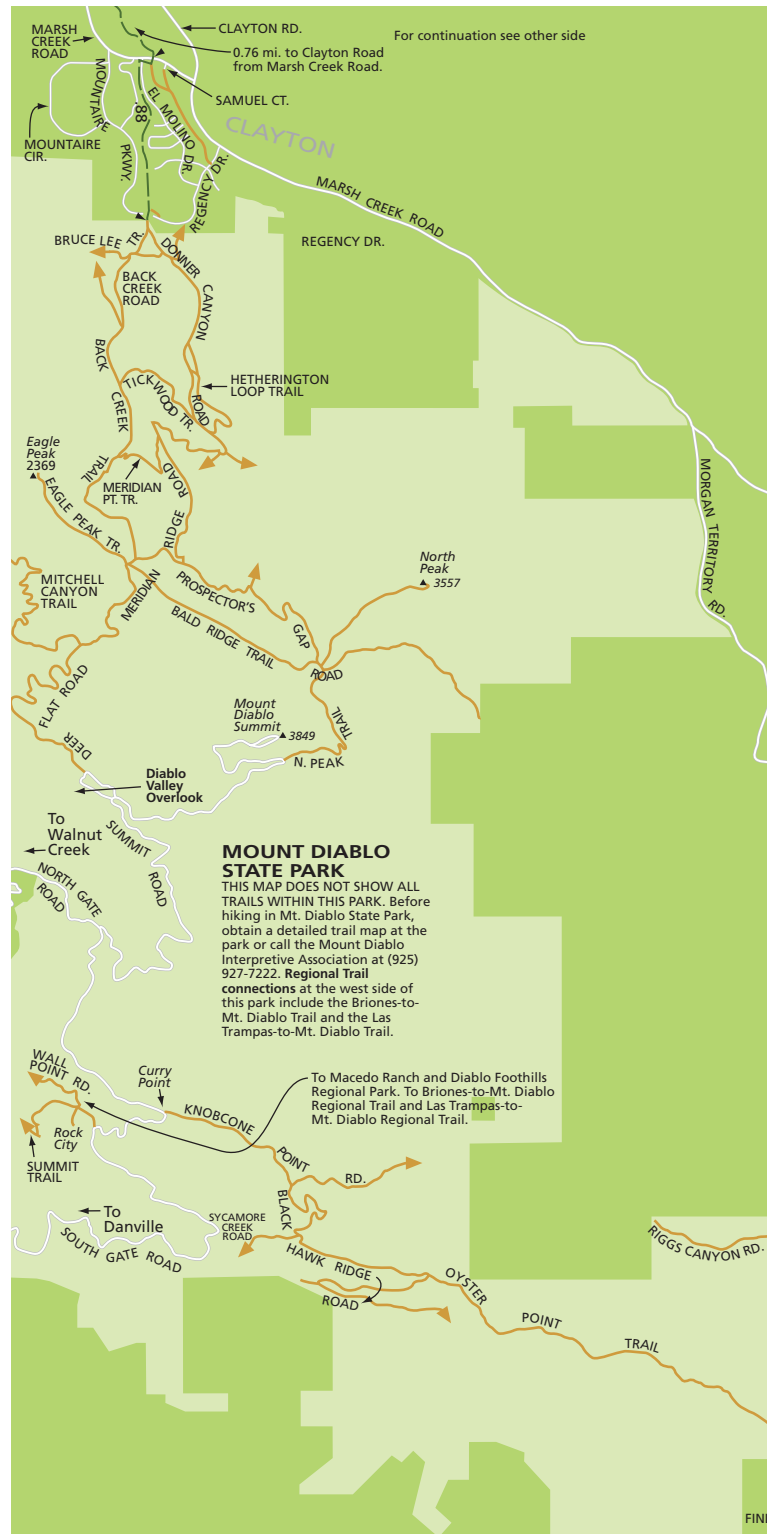 MARSH
CREEK
ROAD
CLAYTON RD.
For continuation see other side
0.76 mi. to Clayton Road
from Marsh Creek Road.
SAMUEL CT.
MOUNTAIRE
PKWY.
.88
EL MOLINO DR.
CLAYTON
MOUNTAIRE
CIR.
REGENCY DR.
MARSH CREEK ROAD
REGENCY DR.
BRUCE LEE TR.
DONNER
CANYON
ROAD
BACK
CREEK
ROAD
BACK
CREEK
TRAIL
TICK
WOOD TR.
HETHERINGTON
LOOP TRAIL
Eagle
Peak
2369
MERIDIAN
PT. TR.
EAGLE PEAK TR.
MERIDIAN
RIDGE
ROAD
MORGAN TERRITORY RD.
North
Peak
3557
MITCHELL
CANYON
TRAIL
PROSPECTOR'S
GAP
ROAD
BALD RIDGE TRAIL
DEER
FLAT ROAD
Mount
Diablo
Summit
3849
N. PEAK
TRAIL
Diablo
Valley
Overlook
To
Walnut
Creek
SUMMIT
ROAD
NORTH GATE
ROAD
MOUNT DIABLO
STATE PARK
THIS MAP DOES NOT SHOW ALL
TRAILS WITHIN THIS PARK. Before
hiking in Mt. Diablo State Park,
obtain a detailed trail map at the
park or call the Mount Diablo
Interpretive Association at (925)
927-7222. Regional Trail
connections at the west side of
this park include the Briones-to-
Mt. Diablo Trail and the Las
Trampas-to-Mt. Diablo Trail.
WALL
POINT RD.
Curry
Point
To Macedo Ranch and Diablo Foothills
Regional Park. To Briones-to-Mt. Diablo
Regional Trail and Las Trampas-to-
Mt. Diablo Regional Trail.
KNOBCONE
POINT
RD.
Rock
City
SUMMIT
TRAIL
To
Danville
SOUTH GATE ROAD
SYCAMORE
CREEK
ROAD
BLACK
HAWK RIDGE
ROAD
OYSTER
POINT
TRAIL
RIGGS CANYON RD.